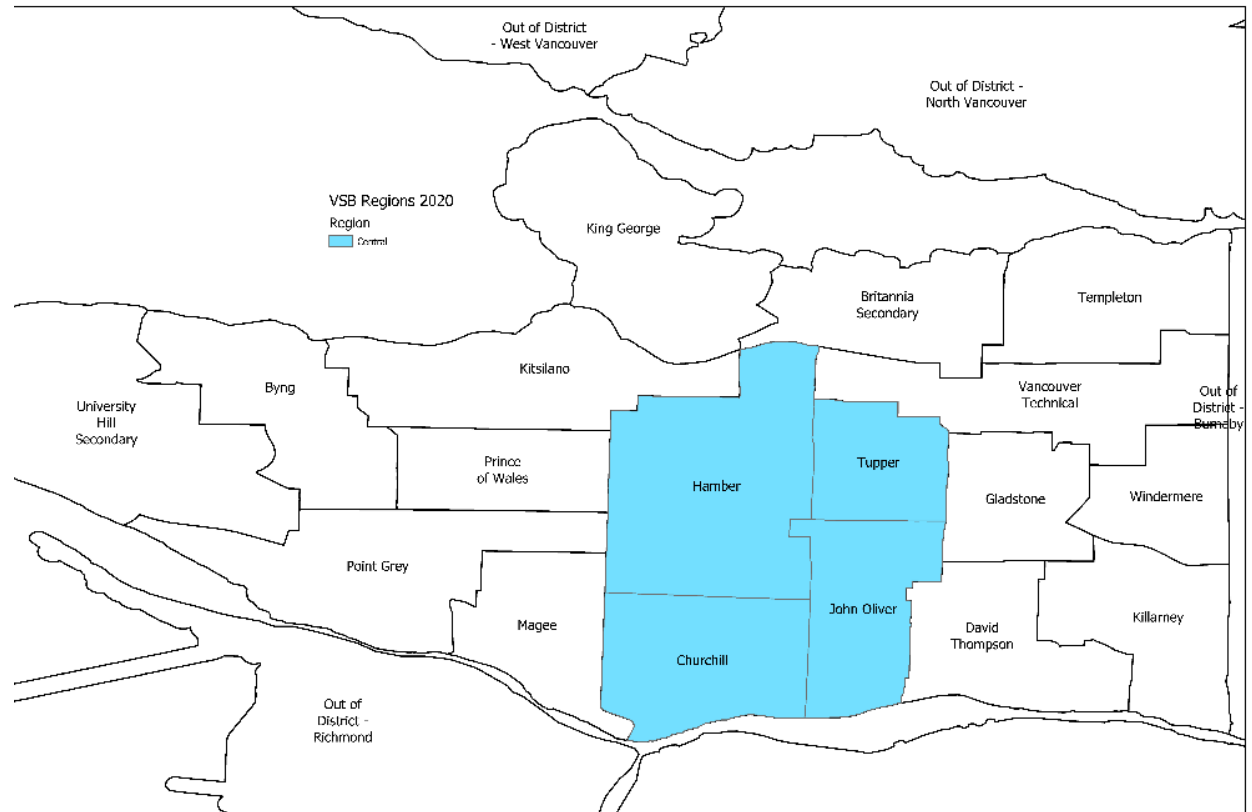 Out of District
- West Vancouver
Out of District -
North Vancouver
VSB Regions 2020
Region
Central
King George
Britannia
Secondary
Templeton
Kitsilano
Byng
Vancouver
Technical
Out of
District -
Burnaby
University
Hill
Secondary
Prince
of Wales
Hamber
Tupper
Gladstone
Windermere
Point Grey
Magee
John Oliver
Killarney
David
Thompson
Churchill
Out of
District -
Richmond